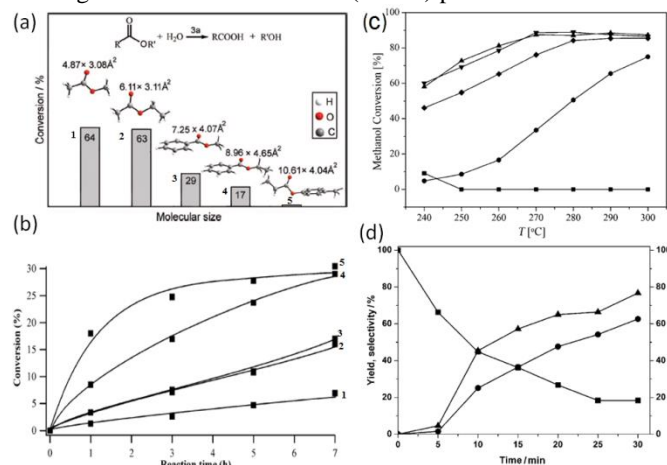 (a)
R OR' + H₂O 3a RCOOH + R'OH
Conversion / %
4.87 × 3.08Å²
6.11× 3.11Å²
7.25 x 4.07Å²
8.96 × 4.65Å²
10.61× 4.04Å²
H
O
C
1 64
2 63
3 29
4 17
5
Molecular size
(b)
Conversion (%)
30
25
20
15
10
5
0
5
4
3
2
1
0 1 2 3 4 5 6 7
Reaction time (h)
(c)
Methanol Conversion [%]
100
80
60
40
20
0
240 250 260 270 280 290 300
T [°C]
(d)
Yield, selectivity / %
100
80
60
40
20
0
100
80
60
40
20
0
0 5 10 15 20 25 30
Time / min